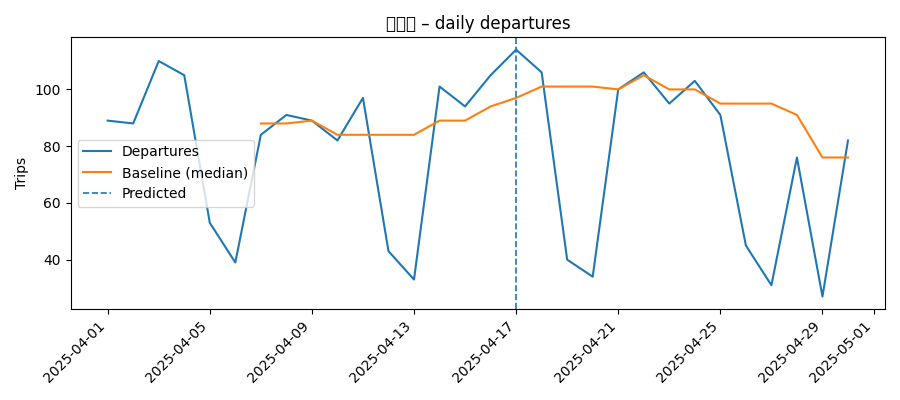 – daily departures
Trips
100
80
60
40
Departures
Baseline (median)
Predicted
2025-04-01
2025-04-05
2025-04-09
2025-04-13
2025-04-17
2025-04-21
2025-04-25
2025-04-29
2025-05-01